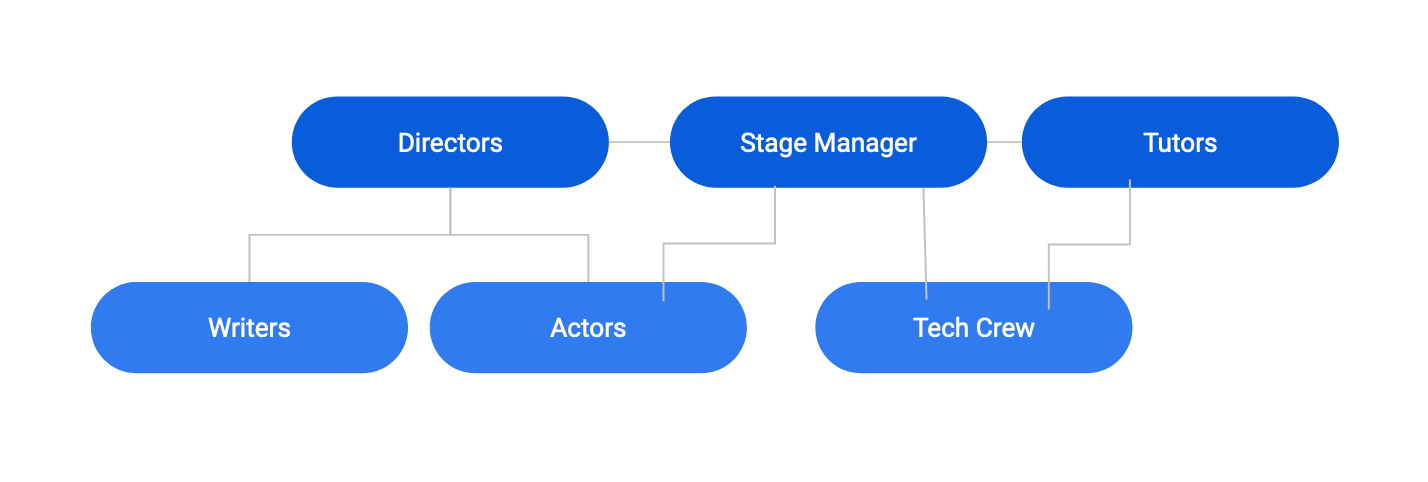 Directors
Stage Manager
Tutors
Writers
Actors
Tech Crew